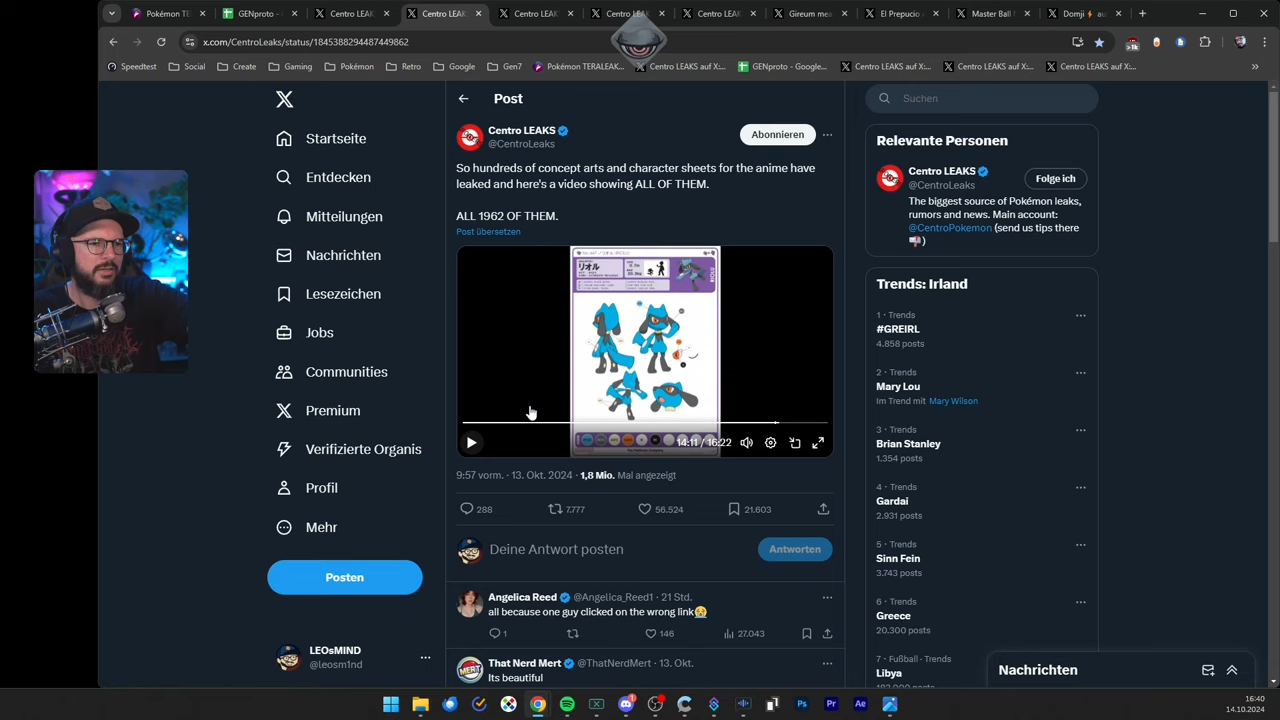 Pokémon TE
GENproto -
Centro LEAKS
Centro LEAKS
Centro LEAK
Centro LEAK
Centro LEAKS
Gireum mea
El Prepucio
Master Ball
Domji
x.com/CentroLeaks/status/1845388294487449862
Speedtest
Social
Create
Gaming
Pokémon
Retro
Google
Gen7
Pokémon TERALEAK...
Centro LEAKS auf X:...
GENproto - Google...
Centro LEAKS auf X:...
Centro LEAKS auf X:...
Centro LEAKS auf X:...
Post
Suchen
Startseite
Entdecken
Mitteilungen
Nachrichten
Lesezeichen
Jobs
Communities
Premium
Verifizierte Organis
Profil
Mehr
Posten
LEOsMIND
@leosm1nd
Centro LEAKS
@CentroLeaks
Abonnieren
So hundreds of concept arts and character sheets for the anime have
leaked and here's a video showing ALL OF THEM.
ALL 1962 OF THEM.
Post übersetzen
リオル
14:11 / 16:22
9:57 vorm. · 13. Okt. 2024 · 1,8 Mio. Mal angezeigt
288
7.777
56.524
21.603
Deine Antwort posten
Antworten
Angelica Reed @Angelica_Reed1 · 21 Std.
all because one guy clicked on the wrong link😭
1
146
27.043
That Nerd Mert @ThatNerdMert · 13. Okt.
Its beautiful
Relevante Personen
Centro LEAKS
@CentroLeaks
Folge ich
The biggest source of Pokémon leaks,
rumors and news. Main account:
@CentroPokemon (send us tips there
📢)
Trends: Irland
1 · Trends
#GREIRL
4.858 posts
2 · Trends
Mary Lou
Im Trend mit Mary Wilson
3 · Trends
Brian Stanley
1.354 posts
4 · Trends
Gardai
2.931 posts
5 · Trends
Sinn Fein
3.743 posts
6 · Trends
Greece
20.300 posts
7 · Fußball · Trends
Libya
Nachrichten
16:40
14.10.2024